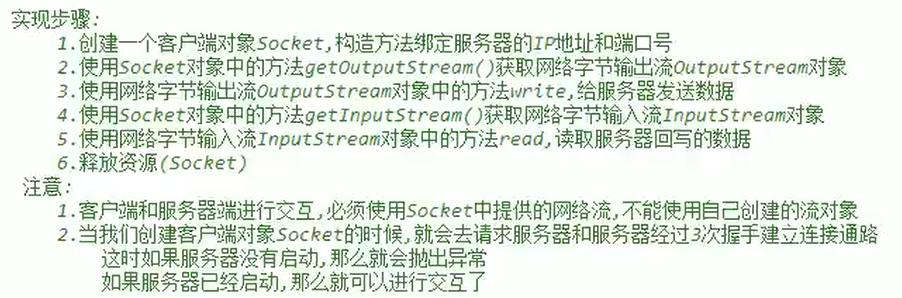 实现步骤:
1.创建一个客户端对象Socket,构造方法绑定服务器的IP地址和端口号
2.使用Socket对象中的方法getOutputStream()获取网络字节输出流OutputStream对象
3.使用网络字节输出流OutputStream对象中的方法write,给服务器发送数据
4.使用Socket对象中的方法getInputStream()获取网络字节输入流InputStream对象
5.使用网络字节输入流InputStream对象中的方法read,读取服务器回写的数据
6.释放资源(Socket)
注意:
1.客户端和服务器端进行交互,必须使用Socket中提供的网络流,不能使用自己创建的流对象
2.当我们创建客户端对象Socket的时候,就会去请求服务器和服务器经过3次握手建立连接通路
这时如果服务器没有启动,那么就会抛出异常
如果服务器已经启动,那么就可以进行交互了